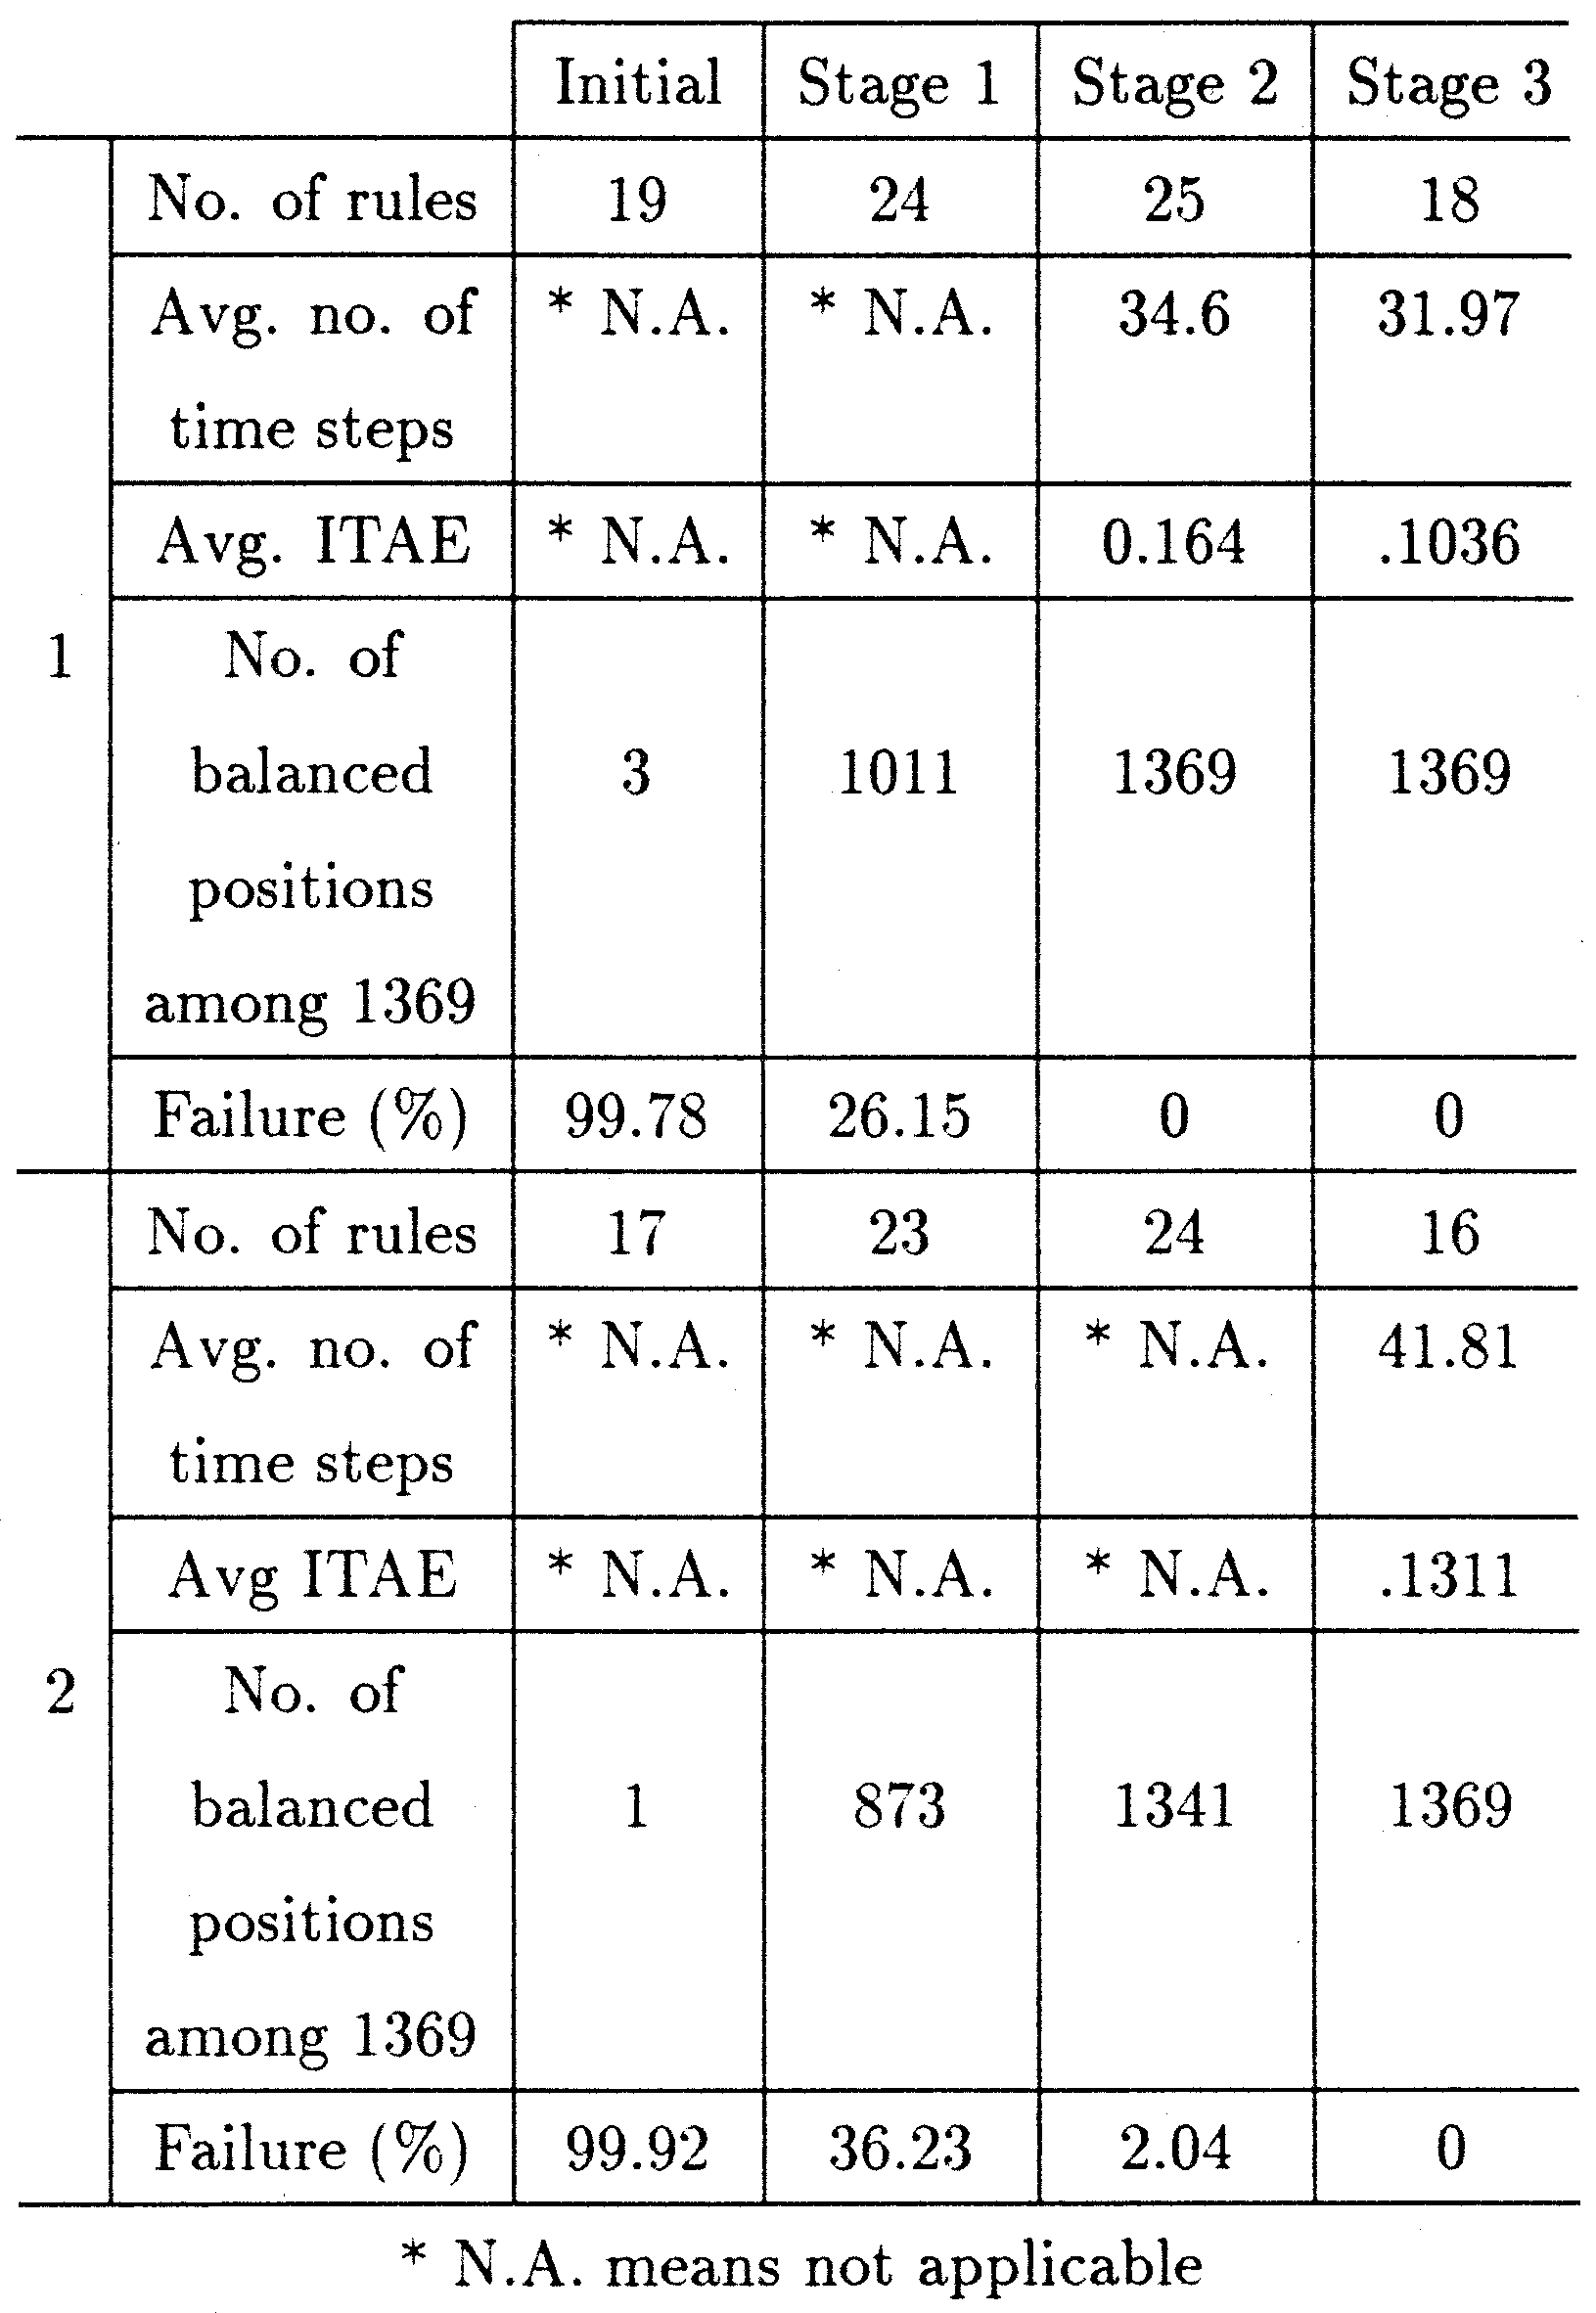 Initial Stage 1 Stage 2 Stage 3
No. of rules 19 24 25 18
Avg. no. of * N.A. * N.A. 34.6 31.97
time steps
Avg. ITAE * N.A. * N.A. 0.164 .1036
1 No. of
balanced 3 1011 1369 1369
positions
among 1369
Failure (%) 99.78 26.15 0 0
No. of rules 17 23 24 16
Avg. no. of * N.A. * N.A. * N.A. 41.81
time steps
Avg ITAE * N.A. * N.A. * N.A. .1311
2 No. of
balanced 1 873 1341 1369
positions
among 1369
Failure (%) 99.92 36.23 2.04 0
* N.A. means not applicable